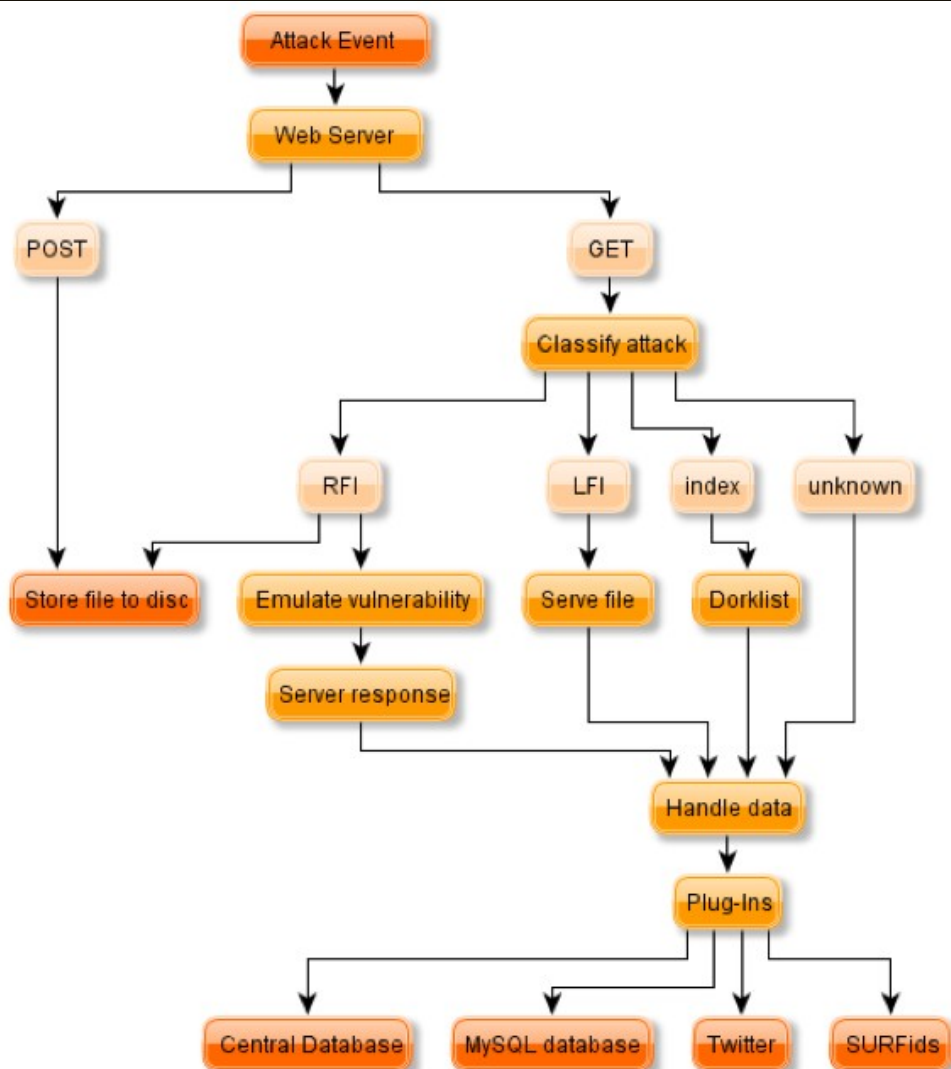 Attack Event
Web Server
POST
GET
Classify attack
RFI
LFI
index
unknown
Store file to disc
Emulate vulnerability
Serve file
Dorklist
Server response
Handle data
Plug-Ins
Central Database
MySQL database
Twitter
SURFids